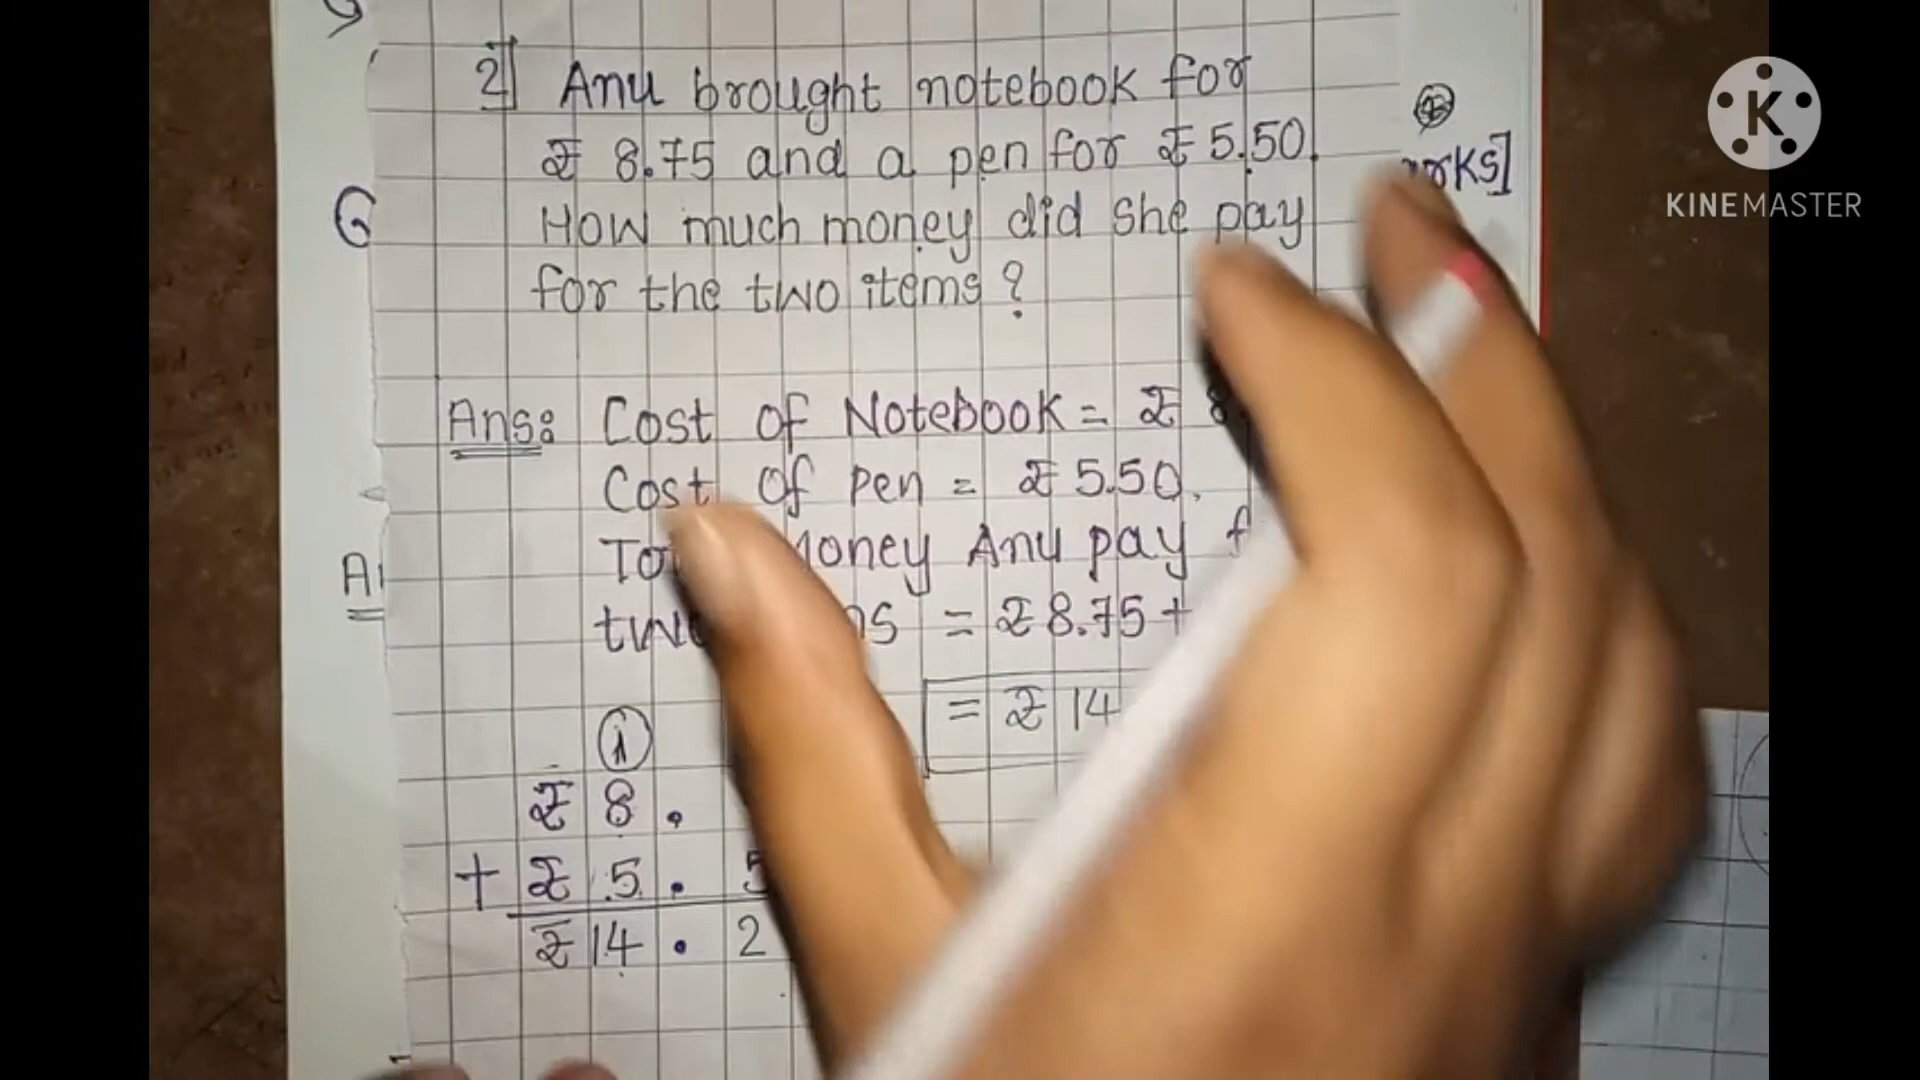 2] Anu brought notebook for
₹ 8.75 and a pen for ₹ 5.50.
How much money did she pay
for the two items ?
Ans: Cost of Notebook = ₹ 8
Cost of pen = ₹ 5.50.
Money Anu pay
= ₹ 8.75 +
= ₹ 14
1
₹ 8 .
+ ₹ 5 . 5
₹ 14 . 2
K
KINEMASTER